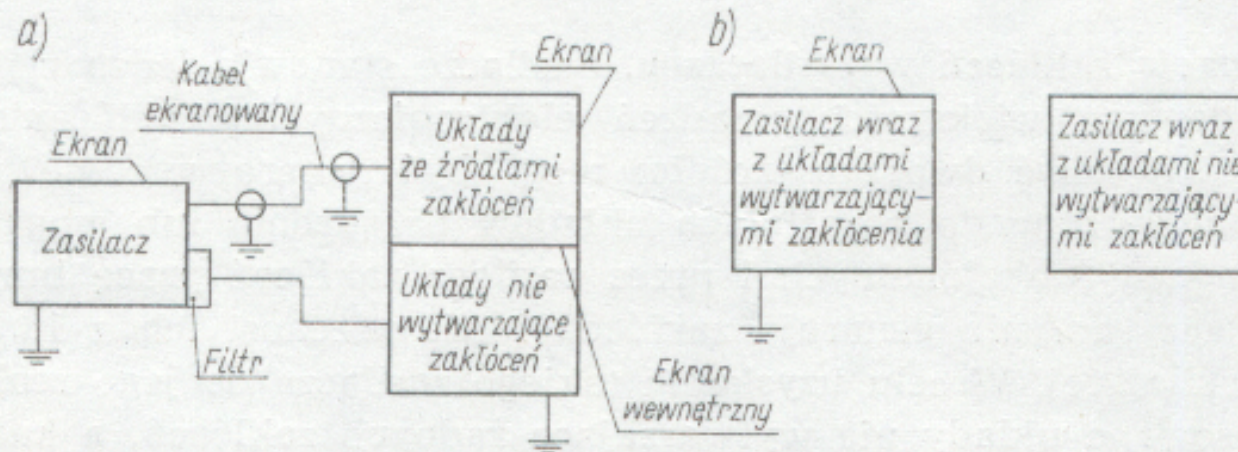 a)
Kabel
ekranowany
Ekran
Zasilacz
Filtr
Ekran
Układy
że źródłami
zakłóceń
Układy nie
wytwarzające
zakłóceń
Ekran
wewnętrzny
b)
Ekran
Zasilacz wraz
z układami
wytwarzający-
mi zakłócenia
Zasilacz wraz
z układami nie
wytwarzający-
mi zakłóceń